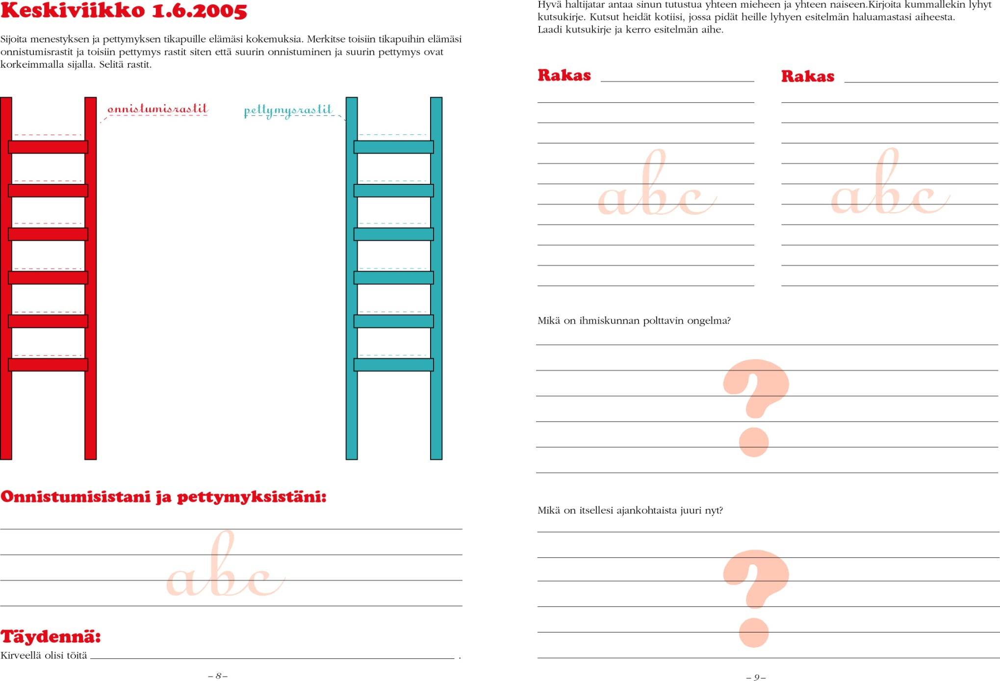 Keskiviikko 1.6.2005
Sijoita menestyksen ja pettymyksen tikapuille elämäsi kokemuksia. Merkitse toisiin tikapuihin elämäsi
onnistumisrastit ja toisiin pettymys rastit siten että suurin onnistuminen ja suurin pettymys ovat
korkeimmalla sijalla. Selitä rastit.
onnistumisrastit
pettymysrastit
Onnistumisistani ja pettymyksistäni:
abc
Täydennä:
Kirveellä olisi töitä .
– 8 –
Hyvä haltijatar antaa sinun tutustua yhteen mieheen ja yhteen naiseen.Kirjoita kummallekin lyhyt
kutsukirje. Kutsut heidät kotiisi, jossa pidät heille lyhyen esitelmän haluamastasi aiheesta.
Laadi kutsukirje ja kerro esitelmän aihe.
Rakas
abc
Rakas
abc
Mikä on ihmiskunnan polttavin ongelma?
?
Mikä on itsellesi ajankohtaista juuri nyt?
?
– 9 –